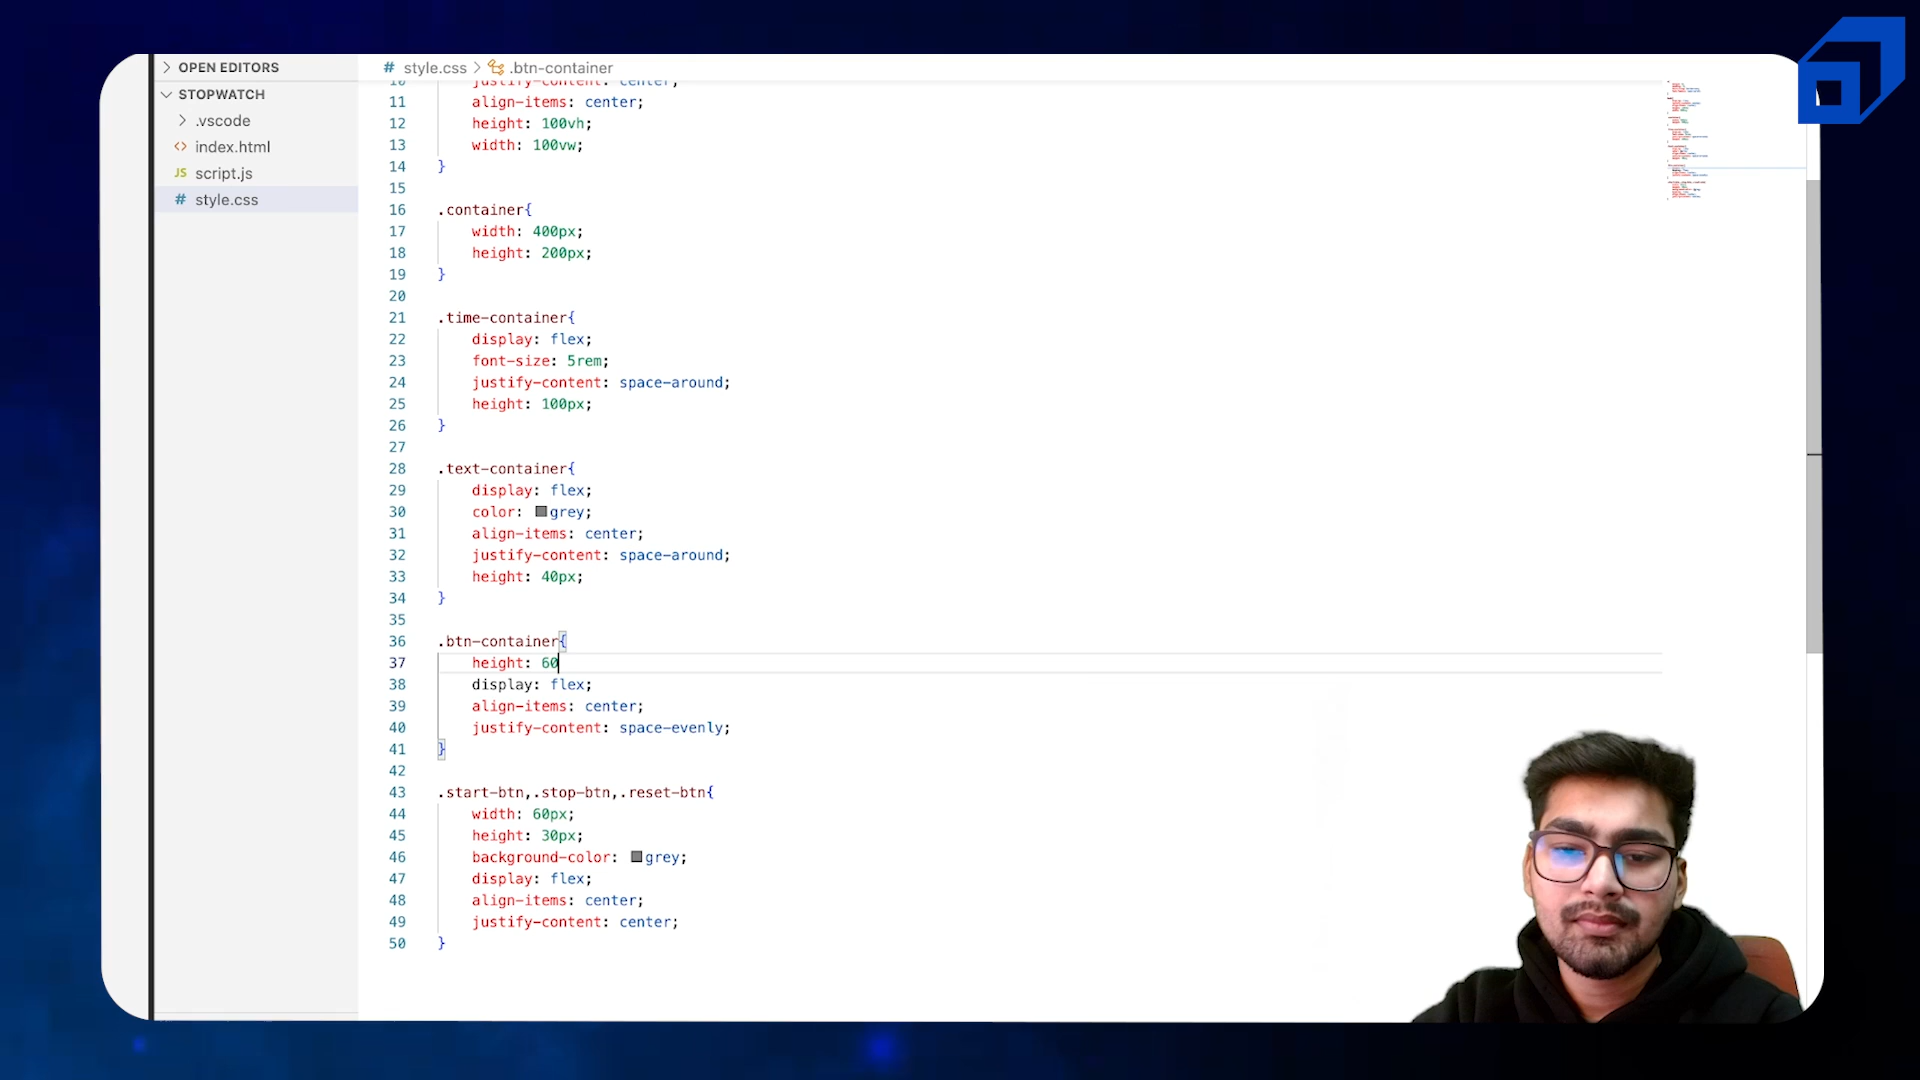 OPEN EDITORS
STOPWATCH
.vscode
index.html
JS script.js
# style.css
# style.css > .btn-container
10 justify-content: center;
11 align-items: center;
12 height: 100vh;
13 width: 100vw;
14 }
15
16 .container{
17 width: 400px;
18 height: 200px;
19 }
20
21 .time-container{
22 display: flex;
23 font-size: 5rem;
24 justify-content: space-around;
25 height: 100px;
26 }
27
28 .text-container{
29 display: flex;
30 color: grey;
31 align-items: center;
32 justify-content: space-around;
33 height: 40px;
34 }
35
36 .btn-container{
37 height: 60
38 display: flex;
39 align-items: center;
40 justify-content: space-evenly;
41 }
42
43 .start-btn,.stop-btn,.reset-btn{
44 width: 60px;
45 height: 30px;
46 background-color: grey;
47 display: flex;
48 align-items: center;
49 justify-content: center;
50 }